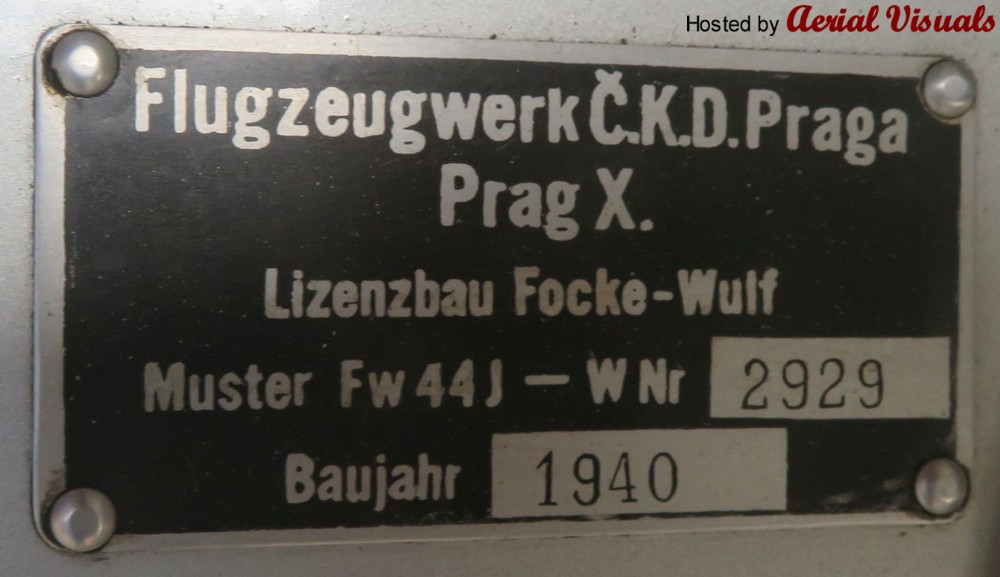 Hosted by Aerial Visuals
Flugzeugwerk Č.K.D. Praga
Prag X.
Lizenzbau Focke-Wulf
Muster Fw 44 J — W Nr 2929
Baujahr 1940